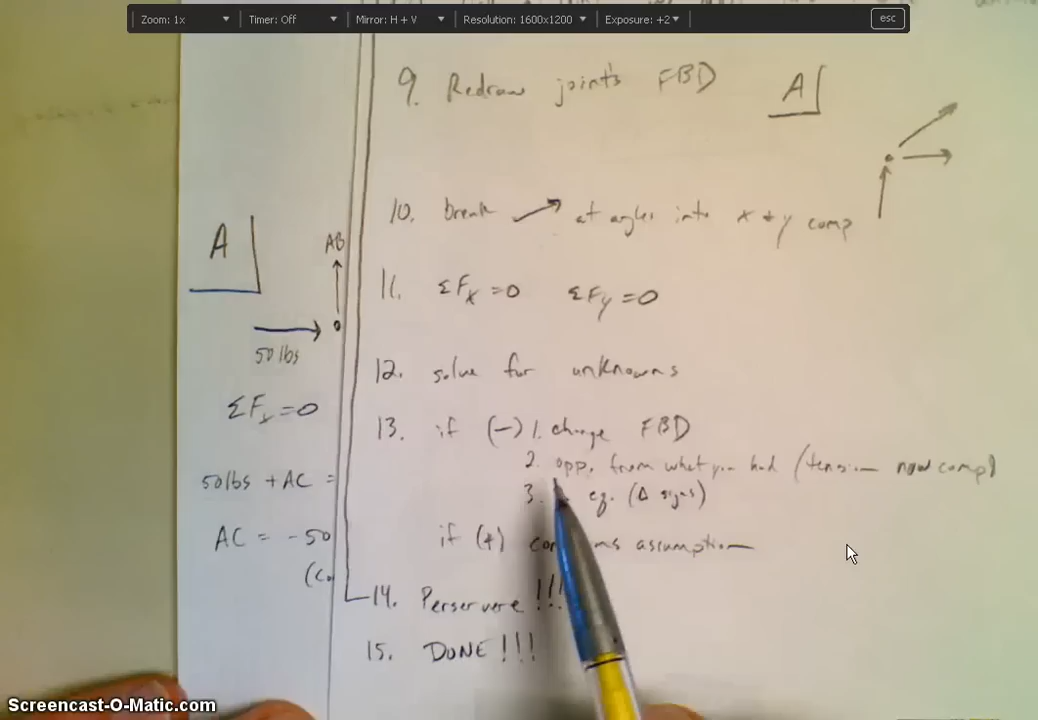 Zoom: 1x Timer: Off Mirror: H + V Resolution: 1600x1200 Exposure: +2 esc
9. Redraw joint's FBD A
10. break at angles into x + y comp
11. ΣFx = 0 ΣFy = 0
12. solve for unknowns
13. if (-) 1. change FBD
2. opp. from what you had (tension now comp)
3. eq. (Δ signs)
if (+) assumption
14. Perservere !!!
15. DONE !!!
A
AB
50 lbs
ΣFx = 0
50 lbs + AC =
AC = -50
(Co
Screencast-O-Matic.com